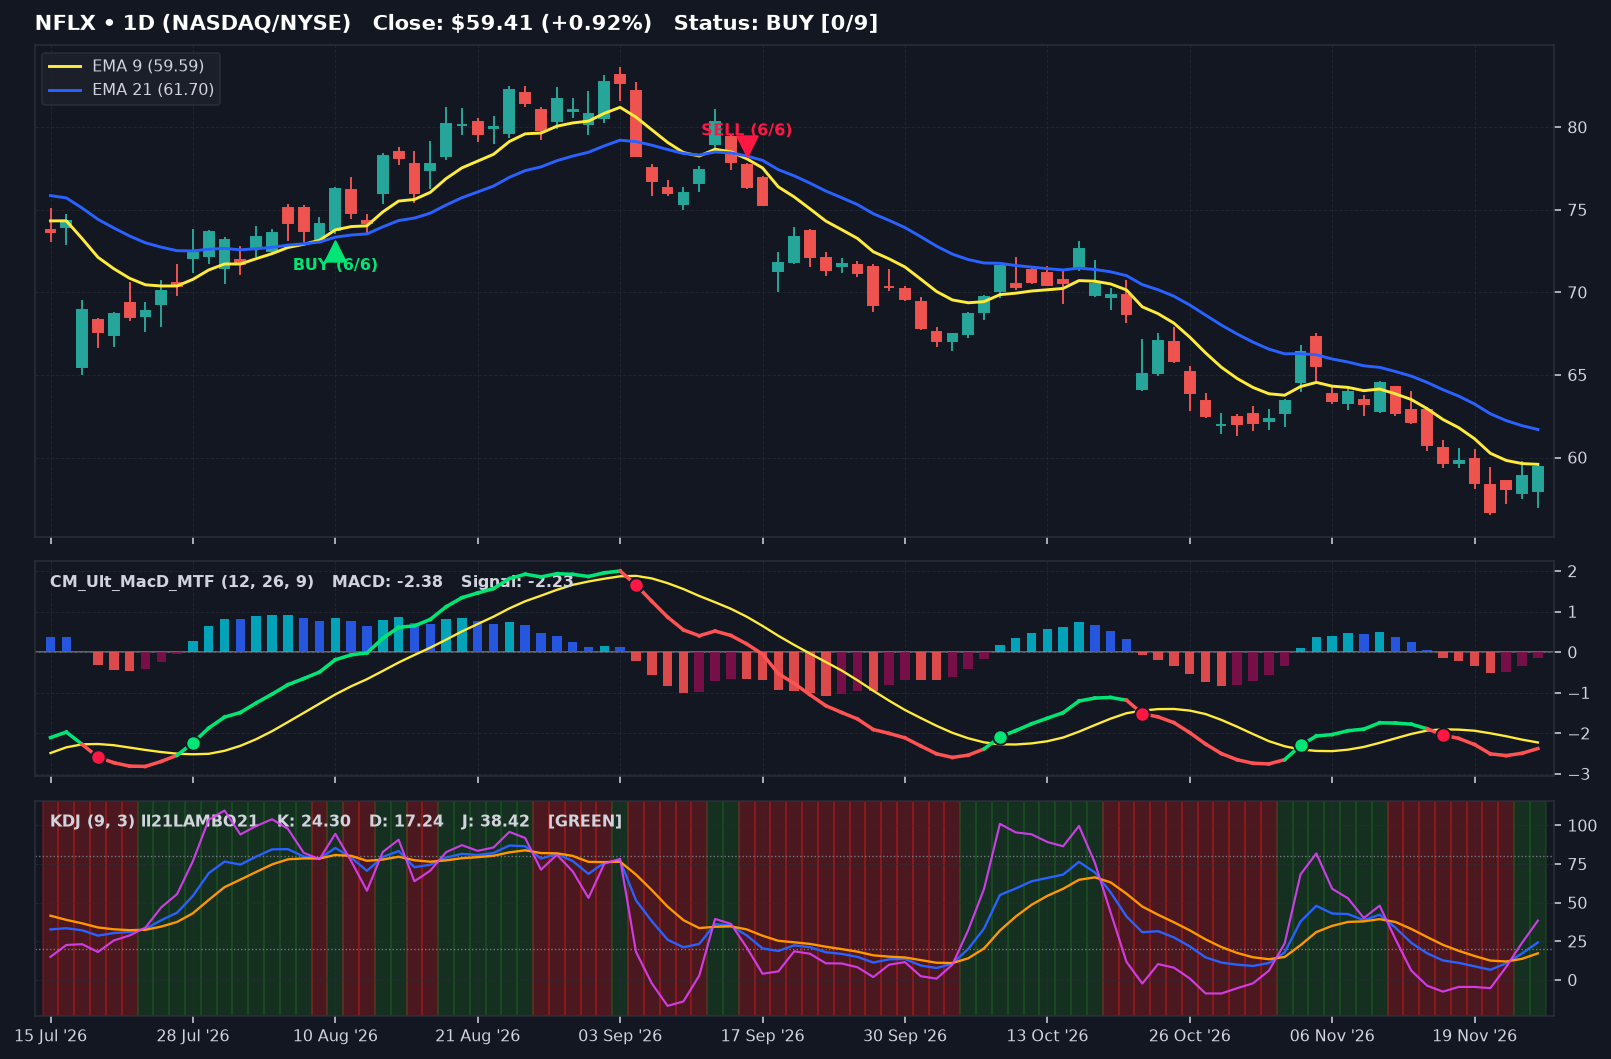 NFLX • 1D (NASDAQ/NYSE)   Close: $59.41 (+0.92%)   Status: BUY [0/9]
EMA 9 (59.59)
EMA 21 (61.70)
SELL (6/6)
BUY (6/6)
80
75
70
65
60
CM_Ult_MacD_MTF (12, 26, 9)   MACD: -2.38   Signal: -2.23
2
1
0
−1
−2
−3
KDJ (9, 3) II21LAMBO21   K: 24.30   D: 17.24   J: 38.42   [GREEN]
100
75
50
25
0
15 Jul '26   28 Jul '26   10 Aug '26   21 Aug '26   03 Sep '26   17 Sep '26   30 Sep '26   13 Oct '26   26 Oct '26   06 Nov '26   19 Nov '26